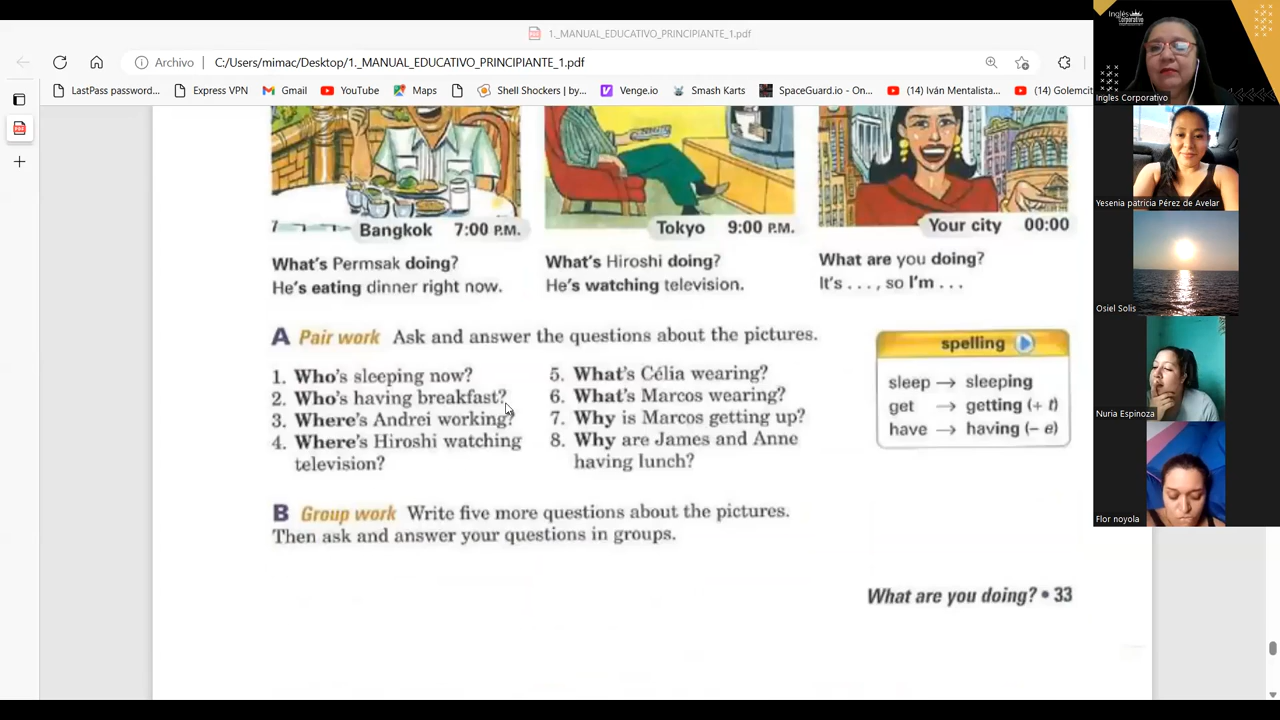 1._MANUAL_EDUCATIVO_PRINCIPIANTE_1.pdf
Archivo C:/Users/mimac/Desktop/1._MANUAL_EDUCATIVO_PRINCIPIANTE_1.pdf
LastPass password... Express VPN Gmail YouTube Maps Shell Shockers | by... Venge.io Smash Karts SpaceGuard.io - On... (14) Iván Mentalista... (14) Golemcit
Bangkok 7:00 P.M.
Tokyo 9:00 P.M.
Your city 00:00
What's Permsak doing?
He's eating dinner right now.
What's Hiroshi doing?
He's watching television.
What are you doing?
It's . . . , so I'm . . .
A Pair work Ask and answer the questions about the pictures.
1. Who's sleeping now?
2. Who's having breakfast?
3. Where's Andrei working?
4. Where's Hiroshi watching
television?
5. What's Célia wearing?
6. What's Marcos wearing?
7. Why is Marcos getting up?
8. Why are James and Anne
having lunch?
spelling
sleep → sleeping
get → getting (+ t)
have → having (– e)
B Group work Write five more questions about the pictures.
Then ask and answer your questions in groups.
What are you doing? • 33
Inglés
Corporativo
Ingles Corporativo
Yesenia patricia Pérez de Avelar
Osiel Solis
Nuria Espinoza
Flor noyola